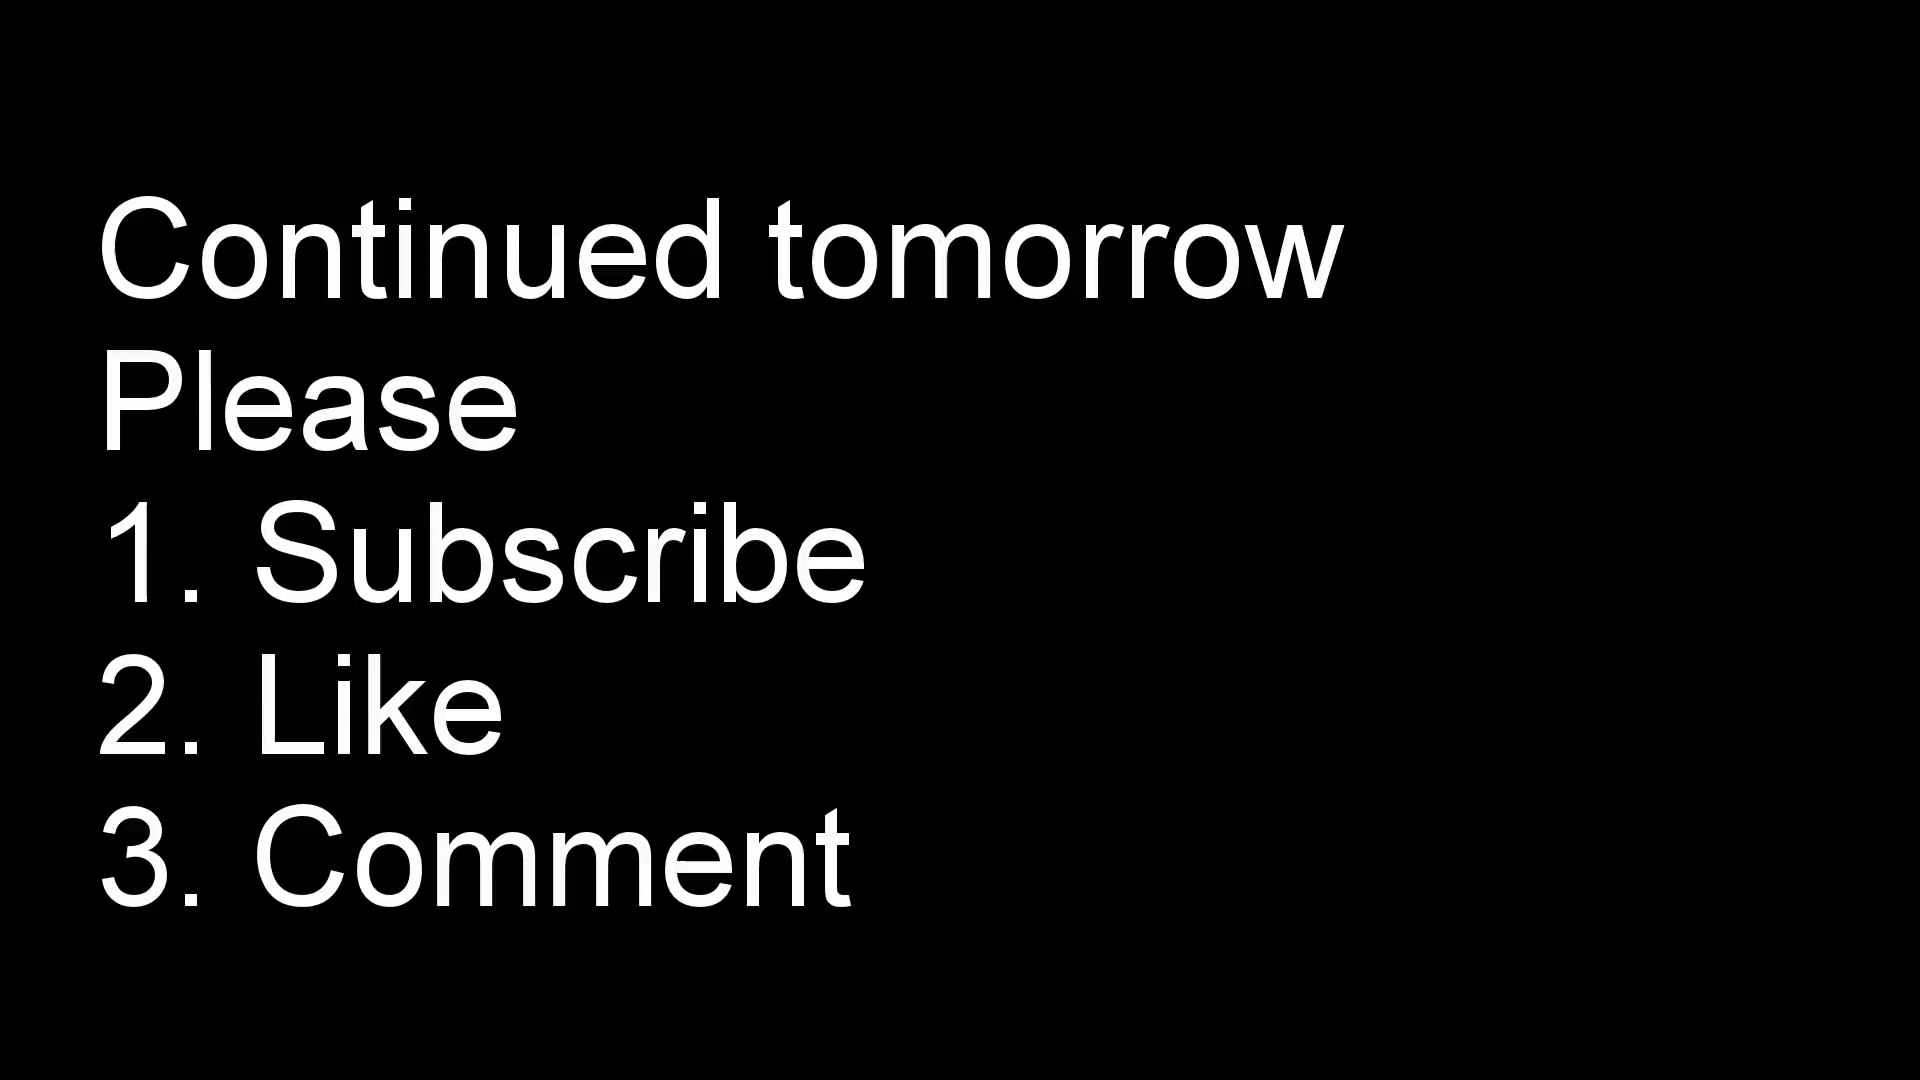 Continued tomorrow
Please
1. Subscribe
2. Like
3. Comment